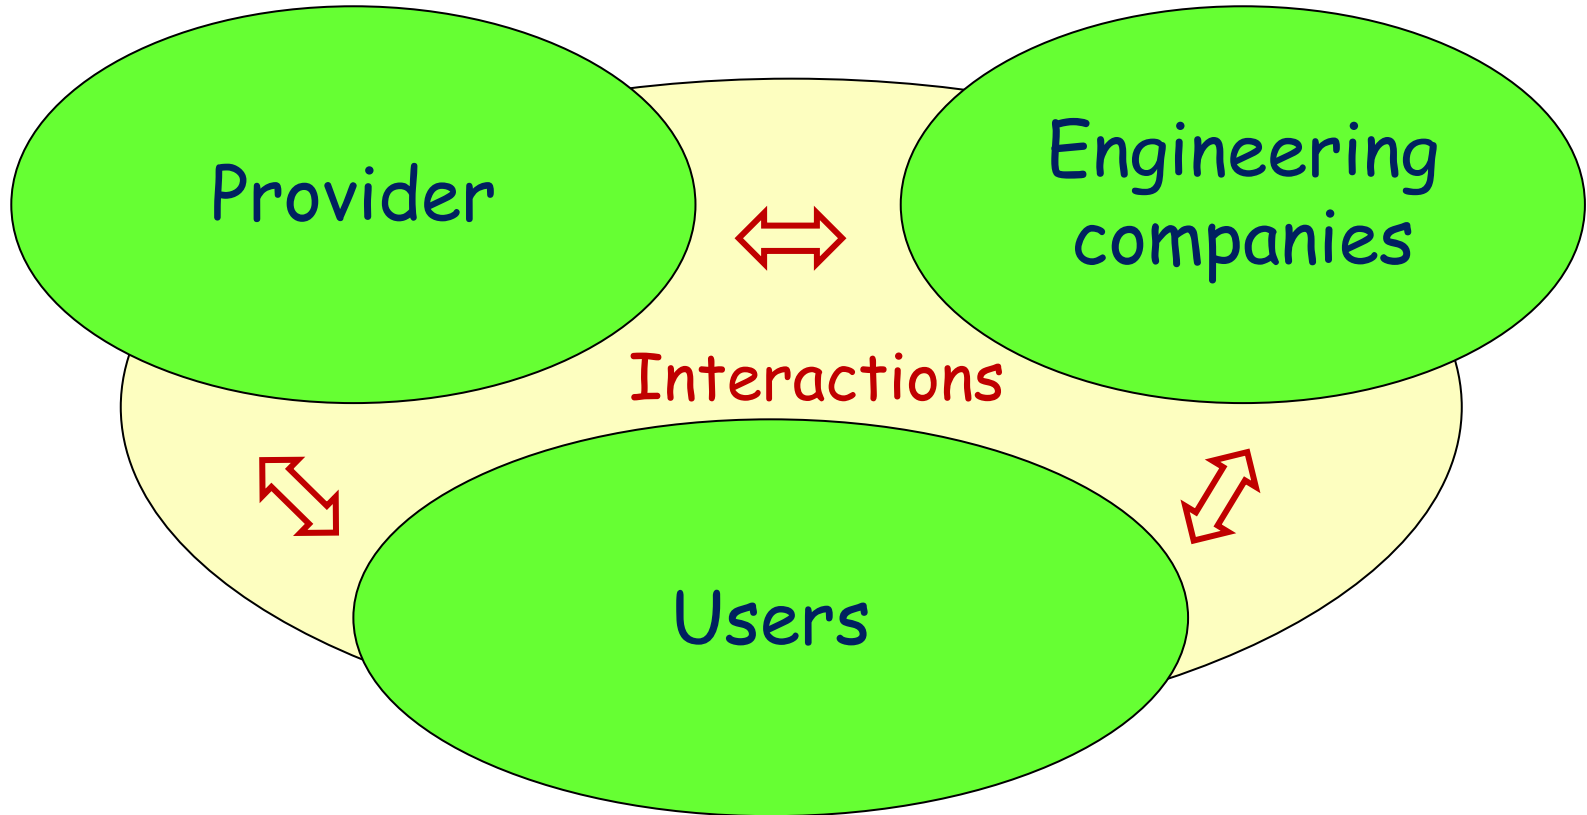 Provider
Engineering
companies
Interactions
Users